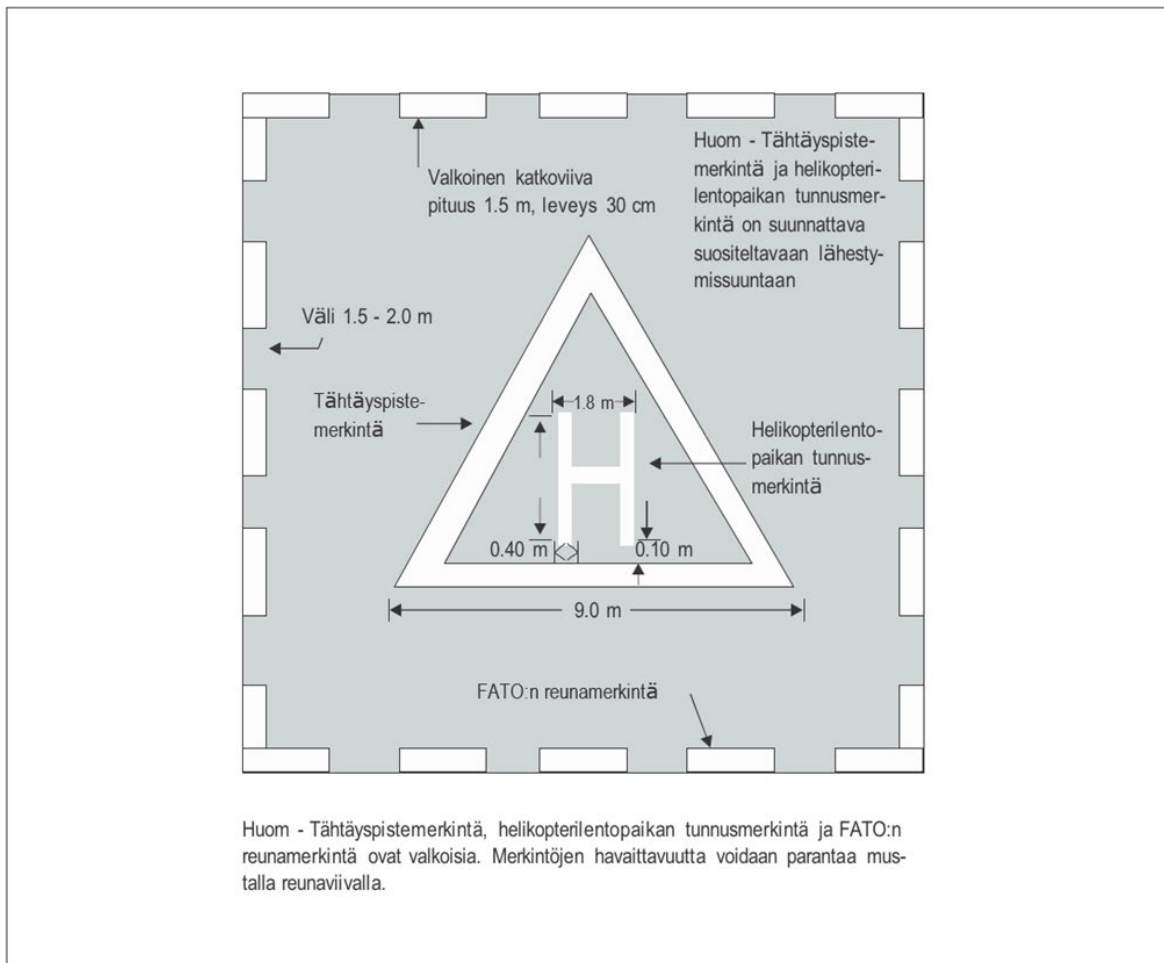 Huom - Tähtäyspiste-
merkintä ja helikopteri-
lentopaikan tunnusmer-
kintä on suunnattava
suositeltavaan lähesty-
missuuntaan
Valkoinen katkoviiva
pituus 1.5 m, leveys 30 cm
Väli 1.5 - 2.0 m
Tähtäyspiste-
merkintä
1.8 m
Helikopterilento-
paikan tunnus-
merkintä
H
0.40 m
0.10 m
9.0 m
FATO:n reunamerkintä
Huom - Tähtäyspistemerkintä, helikopterilentopaikan tunnusmerkintä ja FATO:n
reunamerkintä ovat valkoisia. Merkintöjen havaittavuutta voidaan parantaa mus-
talla reunaviivalla.